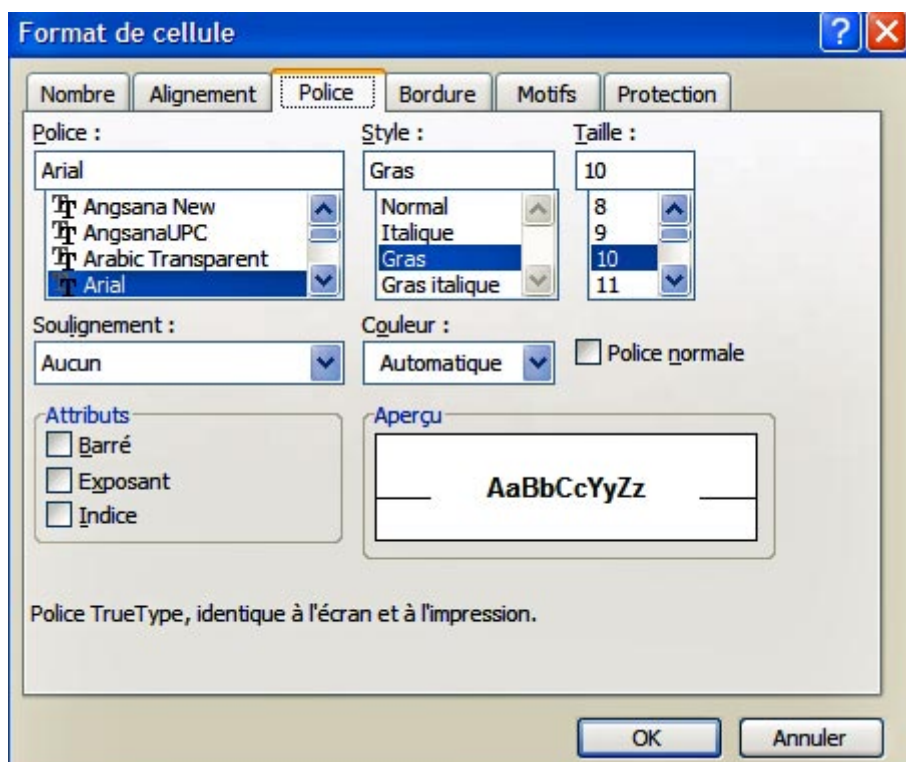 Format de cellule
Nombre Alignement Police Bordure Motifs Protection
Police : Style : Taille :
Arial Gras 10
Angsana New Normal 8
AngsanaUPC Italique 9
Arabic Transparent Gras 10
Arial Gras italique 11
Soulignement : Couleur :
Aucun Automatique Police normale
Attributs Aperçu
Barré
Exposant AaBbCcYyZz
Indice
Police TrueType, identique à l'écran et à l'impression.
OK Annuler